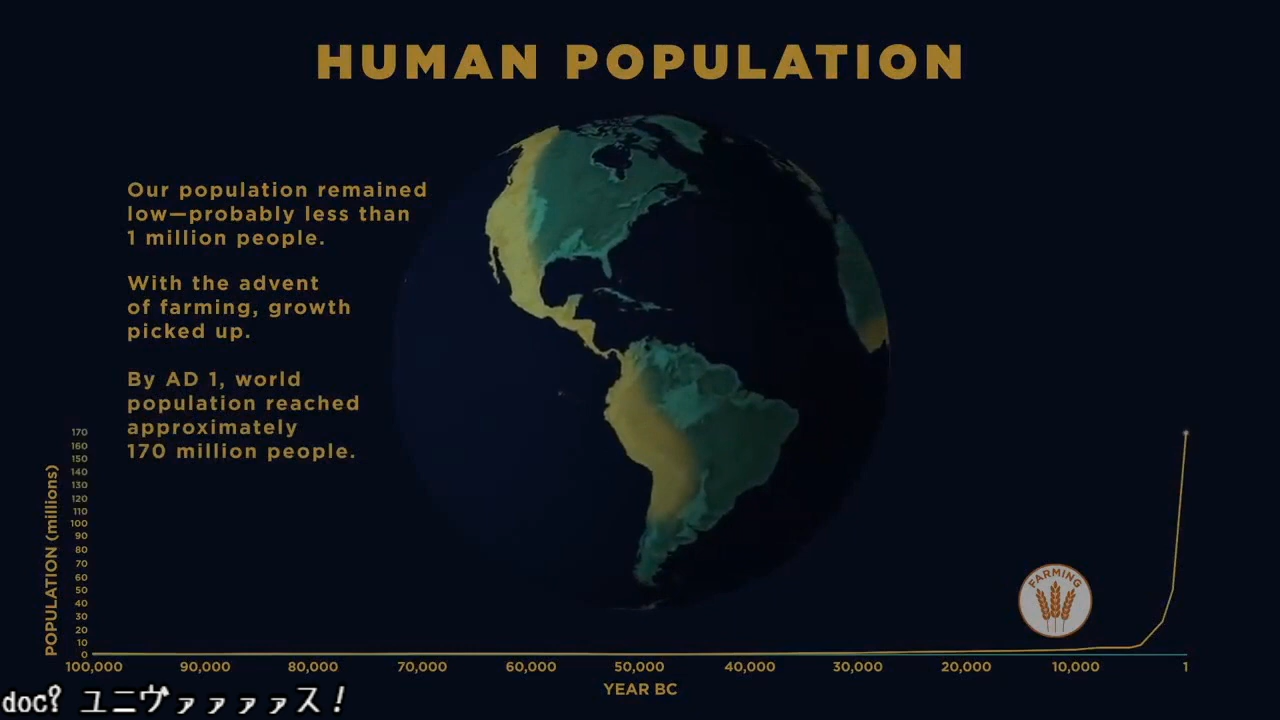 HUMAN POPULATION
Our population remained
low—probably less than
1 million people.
With the advent
of farming, growth
picked up.
By AD 1, world
population reached
approximately
170 million people.
POPULATION (millions)
170
160
150
140
130
120
110
100
90
80
70
60
50
40
30
20
10
0
FARMING
100,000 90,000 80,000 70,000 60,000 50,000 40,000 30,000 20,000 10,000 1
YEAR BC
doc? ユニヴァァァァス!